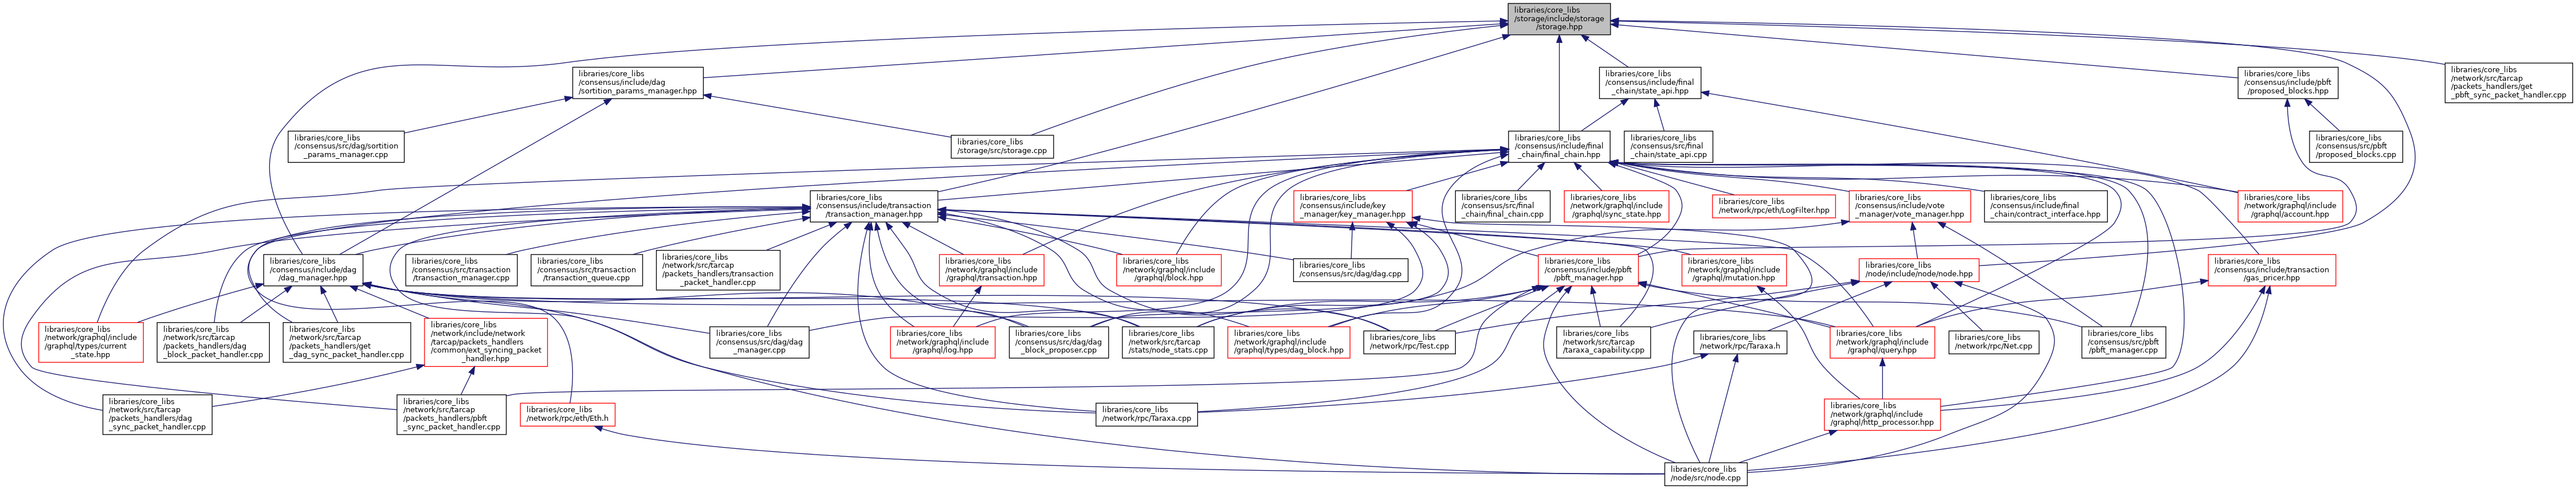 libraries/core_libs
/storage/include/storage
/storage.hpp
libraries/core_libs
/consensus/include/dag
/sortition_params_manager.hpp
libraries/core_libs
/consensus/include/final
_chain/state_api.hpp
libraries/core_libs
/consensus/include/pbft
/proposed_blocks.hpp
libraries/core_libs
/network/src/tarcap
/packets_handlers/get
_pbft_sync_packet_handler.cpp
libraries/core_libs
/consensus/src/dag/sortition
_params_manager.cpp
libraries/core_libs
/storage/src/storage.cpp
libraries/core_libs
/consensus/include/final
_chain/final_chain.hpp
libraries/core_libs
/consensus/src/final
_chain/state_api.cpp
libraries/core_libs
/consensus/src/pbft
/proposed_blocks.cpp
libraries/core_libs
/consensus/include/transaction
/transaction_manager.hpp
libraries/core_libs
/consensus/include/key
_manager/key_manager.hpp
libraries/core_libs
/consensus/src/final
_chain/final_chain.cpp
libraries/core_libs
/network/graphql/include
/graphql/sync_state.hpp
libraries/core_libs
/network/rpc/eth/LogFilter.hpp
libraries/core_libs
/consensus/include/vote
_manager/vote_manager.hpp
libraries/core_libs
/consensus/include/final
_chain/contract_interface.hpp
libraries/core_libs
/network/graphql/include
/graphql/account.hpp
libraries/core_libs
/consensus/include/dag
/dag_manager.hpp
libraries/core_libs
/consensus/src/transaction
/transaction_manager.cpp
libraries/core_libs
/consensus/src/transaction
/transaction_queue.cpp
libraries/core_libs
/network/src/tarcap
/packets_handlers/transaction
_packet_handler.cpp
libraries/core_libs
/network/graphql/include
/graphql/transaction.hpp
libraries/core_libs
/network/graphql/include
/graphql/block.hpp
libraries/core_libs
/consensus/src/dag/dag.cpp
libraries/core_libs
/consensus/include/pbft
/pbft_manager.hpp
libraries/core_libs
/network/graphql/include
/graphql/mutation.hpp
libraries/core_libs
/node/include/node/node.hpp
libraries/core_libs
/consensus/include/transaction
/gas_pricer.hpp
libraries/core_libs
/network/graphql/include
/graphql/types/current
_state.hpp
libraries/core_libs
/network/src/tarcap
/packets_handlers/dag
_block_packet_handler.cpp
libraries/core_libs
/network/src/tarcap
/packets_handlers/get
_dag_sync_packet_handler.cpp
libraries/core_libs
/network/include/network
/tarcap/packets_handlers
/common/ext_syncing_packet
_handler.hpp
libraries/core_libs
/consensus/src/dag/dag
_manager.cpp
libraries/core_libs
/network/graphql/include
/graphql/log.hpp
libraries/core_libs
/consensus/src/dag/dag
_block_proposer.cpp
libraries/core_libs
/network/src/tarcap
/stats/node_stats.cpp
libraries/core_libs
/network/graphql/include
/graphql/types/dag_block.hpp
libraries/core_libs
/network/rpc/Test.cpp
libraries/core_libs
/network/src/tarcap
/taraxa_capability.cpp
libraries/core_libs
/network/rpc/Taraxa.h
libraries/core_libs
/network/graphql/include
/graphql/query.hpp
libraries/core_libs
/network/rpc/Net.cpp
libraries/core_libs
/consensus/src/pbft
/pbft_manager.cpp
libraries/core_libs
/network/src/tarcap
/packets_handlers/dag
_sync_packet_handler.cpp
libraries/core_libs
/network/src/tarcap
/packets_handlers/pbft
_sync_packet_handler.cpp
libraries/core_libs
/network/rpc/eth/Eth.h
libraries/core_libs
/network/rpc/Taraxa.cpp
libraries/core_libs
/network/graphql/include
/graphql/http_processor.hpp
libraries/core_libs
/node/src/node.cpp